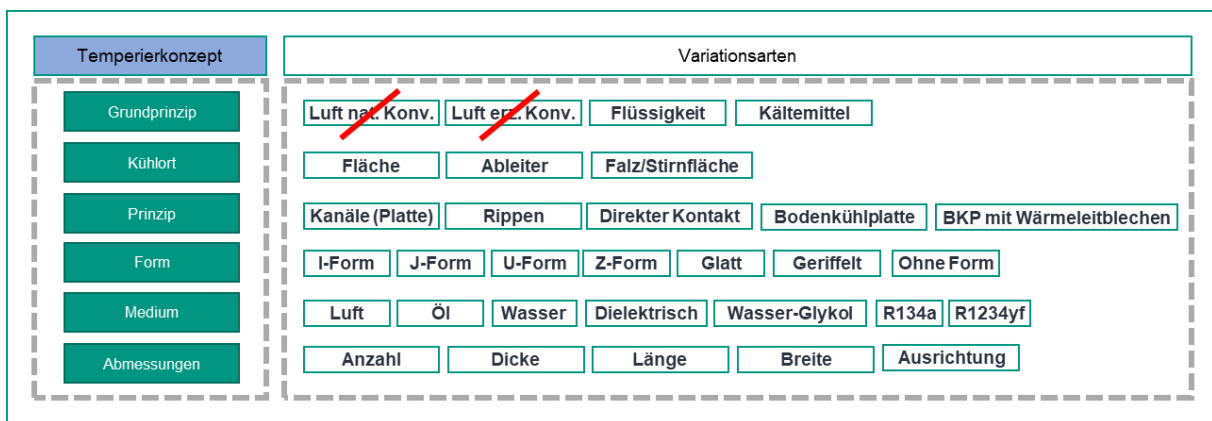 Temperierkonzept Variationsarten
Grundprinzip Luft nat. Konv. Luft erz. Konv. Flüssigkeit Kältemittel
Kühlort Fläche Ableiter Falz/Stirnfläche
Prinzip Kanäle (Platte) Rippen Direkter Kontakt Bodenkühlplatte BKP mit Wärmeleitblechen
Form I-Form J-Form U-Form Z-Form Glatt Geriffelt Ohne Form
Medium Luft Öl Wasser Dielektrisch Wasser-Glykol R134a R1234yf
Abmessungen Anzahl Dicke Länge Breite Ausrichtung